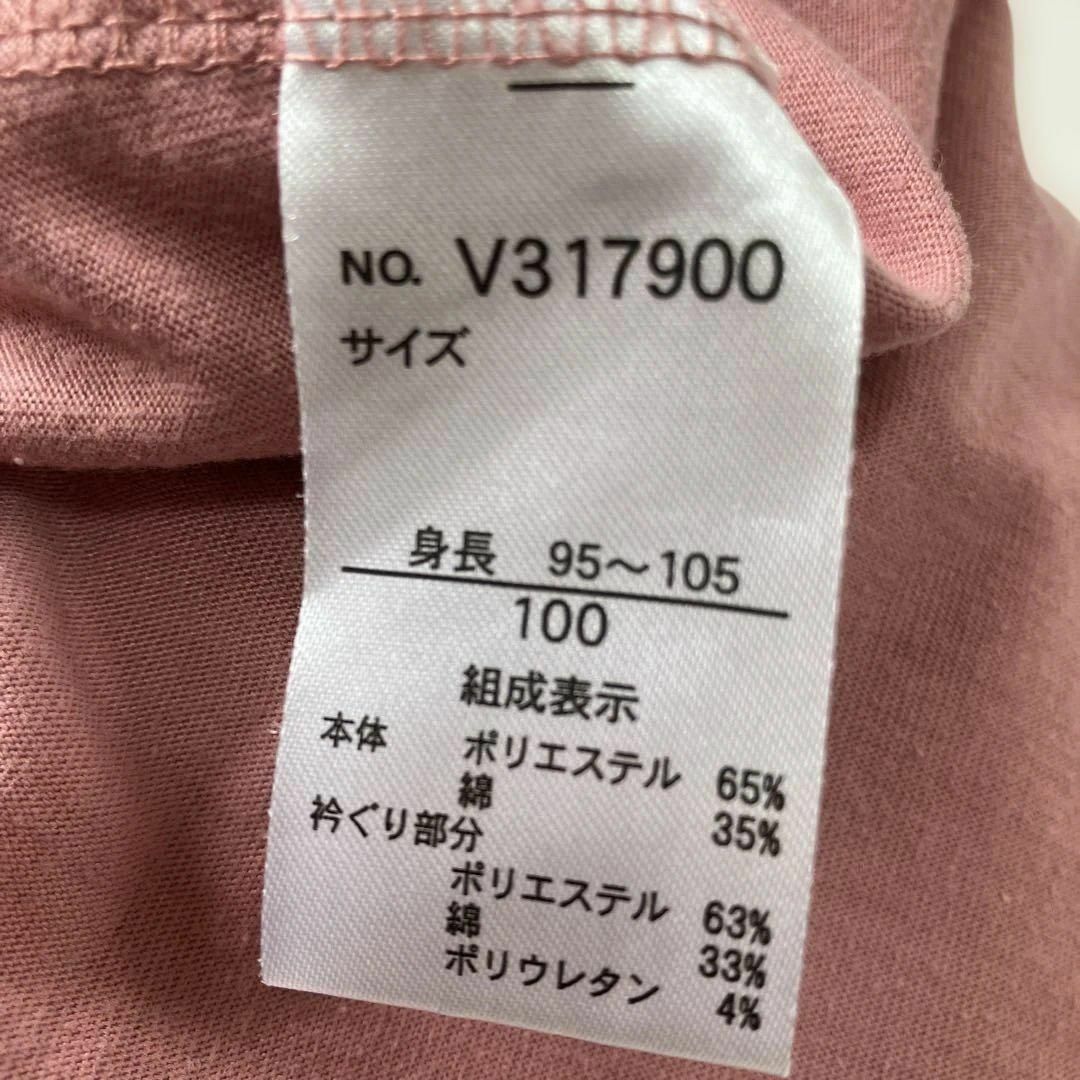 NO. V317900
サイズ
身長 95～105
100
組成表示
本体 ポリエステル 65%
綿 35%
衿ぐり部分
ポリエステル 63%
綿 33%
ポリウレタン 4%